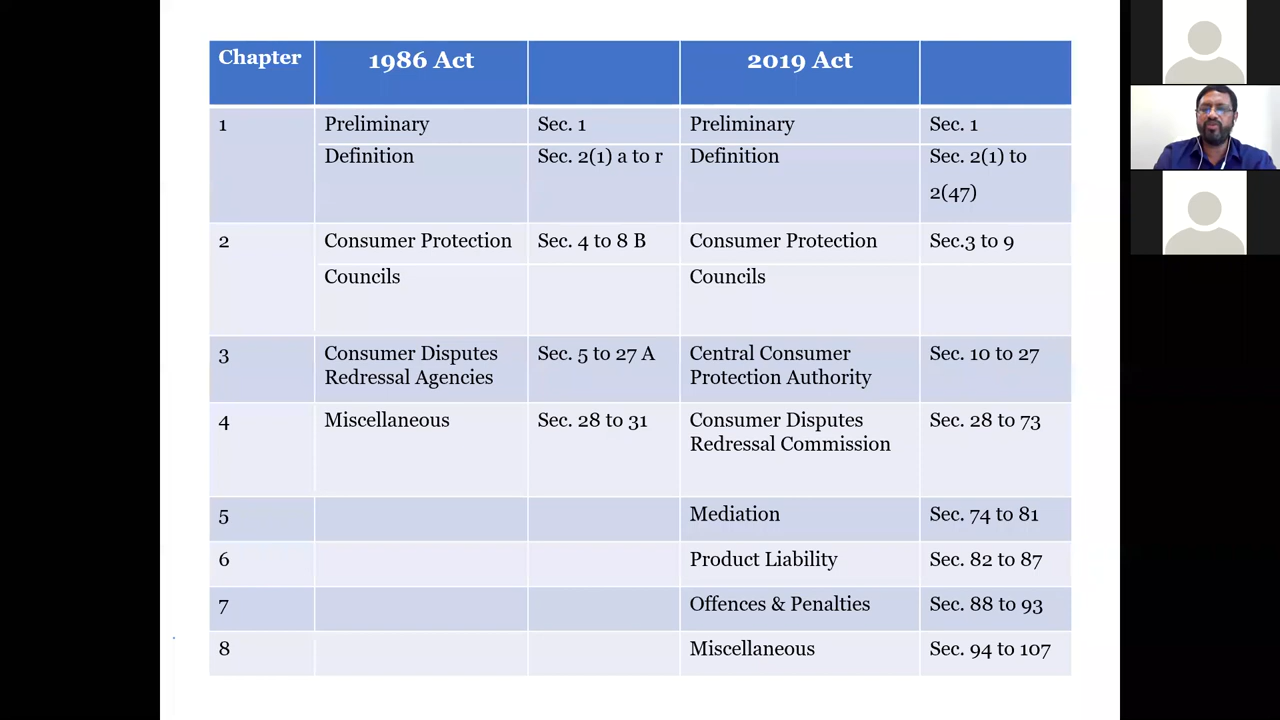 Chapter 1986 Act 2019 Act
1 Preliminary Sec. 1 Preliminary Sec. 1
Definition Sec. 2(1) a to r Definition Sec. 2(1) to
2(47)
2 Consumer Protection Sec. 4 to 8 B Consumer Protection Sec.3 to 9
Councils Councils
3 Consumer Disputes Sec. 5 to 27 A Central Consumer Sec. 10 to 27
Redressal Agencies Protection Authority
4 Miscellaneous Sec. 28 to 31 Consumer Disputes Sec. 28 to 73
Redressal Commission
5 Mediation Sec. 74 to 81
6 Product Liability Sec. 82 to 87
7 Offences & Penalties Sec. 88 to 93
8 Miscellaneous Sec. 94 to 107